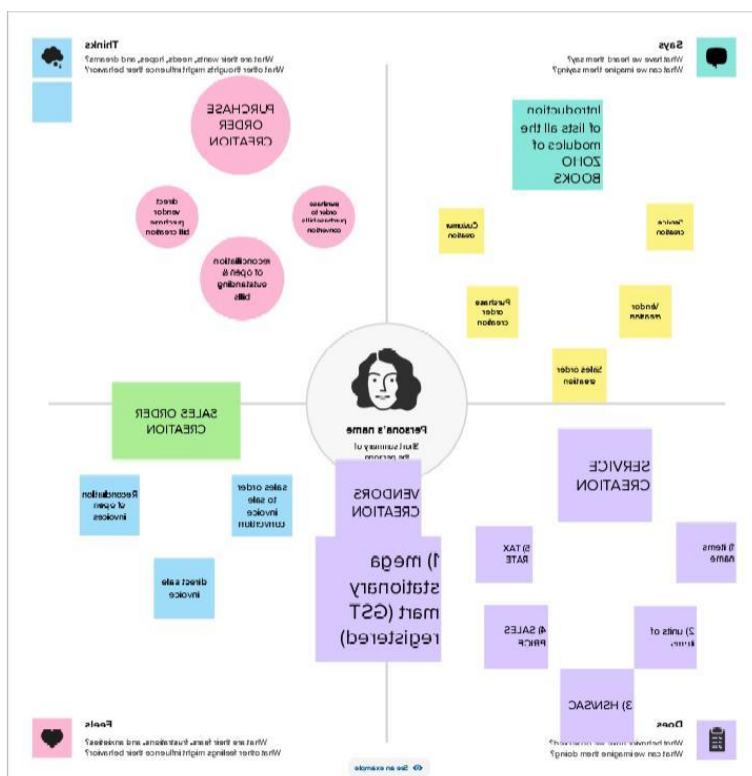 Says
What have we heard them say?
What can we imagine them saying?
Introduction
of lists all the
modules of
ZOHO
BOOKS
Service
creation
Customer
creation
Vendor
creation
Purchase
order
creation
Sales order
creation
Thinks
What are their wants, needs, hopes, and dreams?
What other thoughts might influence their behavior?
PURCHASE
ORDER
CREATION
purchase
order to
purchase bills
convertion
direct
vendor
purchase
bill creation
reconciliation
of open &
outstanding
bills
Persona's name
Short summary of
the persona
SERVICE
CREATION
1) items
name
5) TAX
RATE
2) units of
4) SALES
PRICE
3) HSN/SAC
VENDORS
CREATION
1) mega
stationary
mart (GST
registered)
SALES ORDER
CREATION
sales order
to sale
invoice
convertion
Reconciliation
of open
invoices
direct sale
invoice
Does
What behavior have we observed?
What can we imagine them doing?
Feels
What are their fears, frustrations, and anxieties?
What other feelings might influence their behavior?
See an example